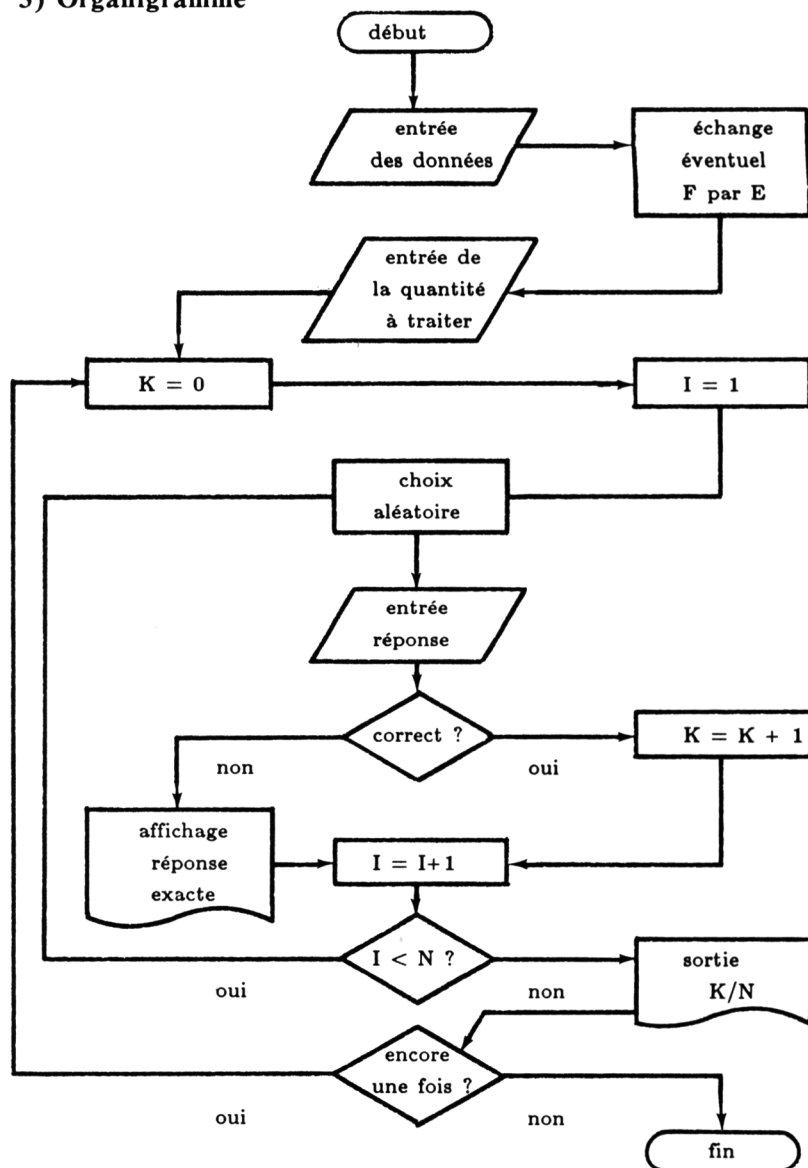 3) Organigramme
début
entrée
des données
échange
éventuel
F par E
entrée de
la quantité
à traiter
K = 0
I = 1
choix
aléatoire
entrée
réponse
correct ?
non
oui
K = K + 1
affichage
réponse
exacte
I = I+1
I < N ?
oui
non
sortie
K/N
encore
une fois ?
oui
non
fin